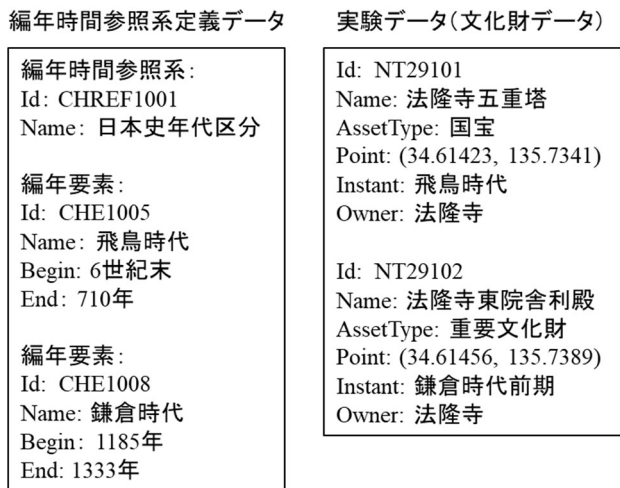 編年時間参照系定義データ
編年時間参照系:
Id: CHREF1001
Name: 日本史年代区分
編年要素:
Id: CHE1005
Name: 飛鳥時代
Begin: 6世紀末
End: 710年
編年要素:
Id: CHE1008
Name: 鎌倉時代
Begin: 1185年
End: 1333年
実験データ(文化財データ)
Id: NT29101
Name: 法隆寺五重塔
AssetType: 国宝
Point: (34.61423, 135.7341)
Instant: 飛鳥時代
Owner: 法隆寺
Id: NT29102
Name: 法隆寺東院舎利殿
AssetType: 重要文化財
Point: (34.61456, 135.7389)
Instant: 鎌倉時代前期
Owner: 法隆寺